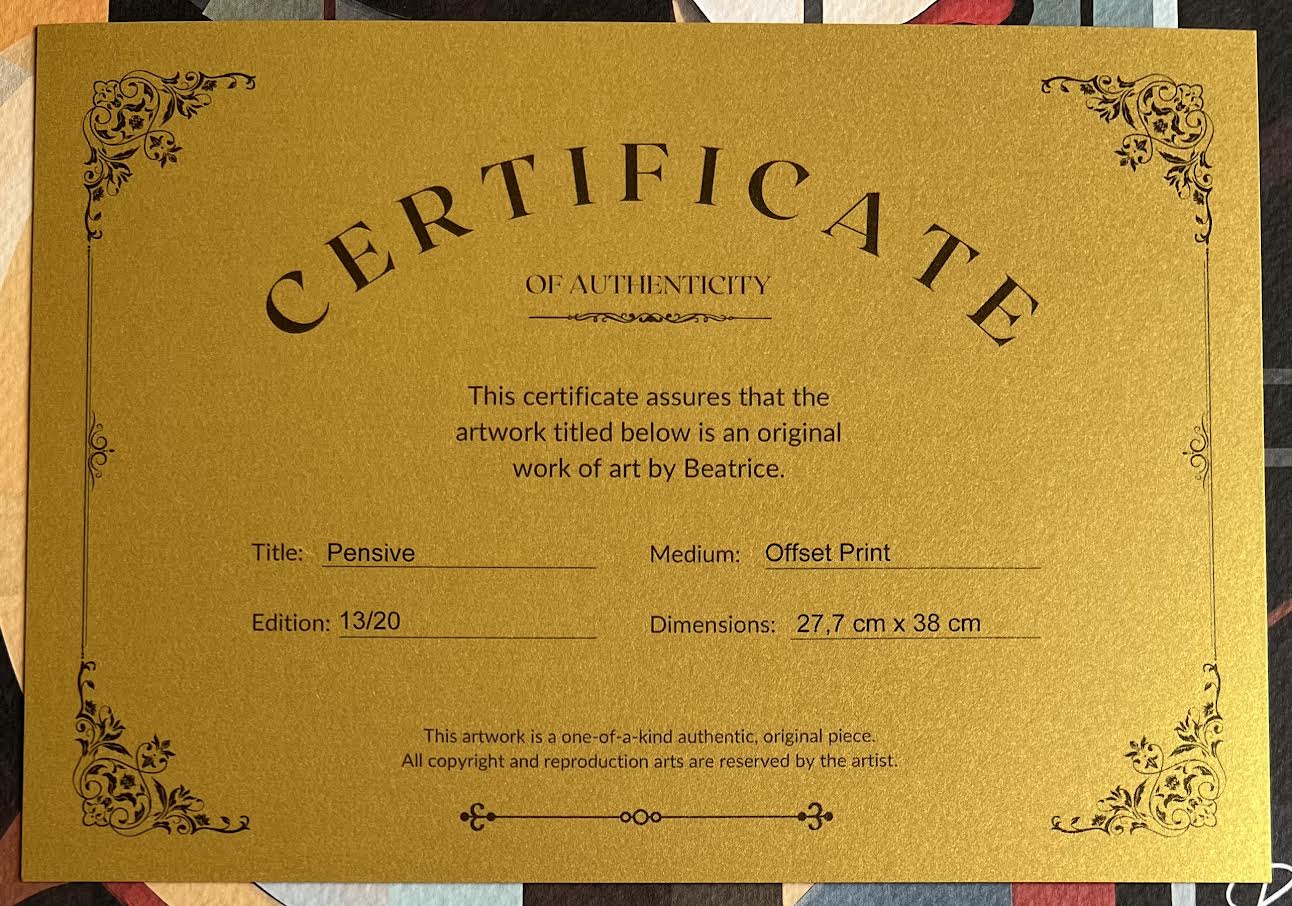 CERTIFICATE
OF AUTHENTICITY
This certificate assures that the
artwork titled below is an original
work of art by Beatrice.
Title: Pensive Medium: Offset Print
Edition: 13/20 Dimensions: 27,7 cm x 38 cm
This artwork is a one-of-a-kind authentic, original piece.
All copyright and reproduction arts are reserved by the artist.